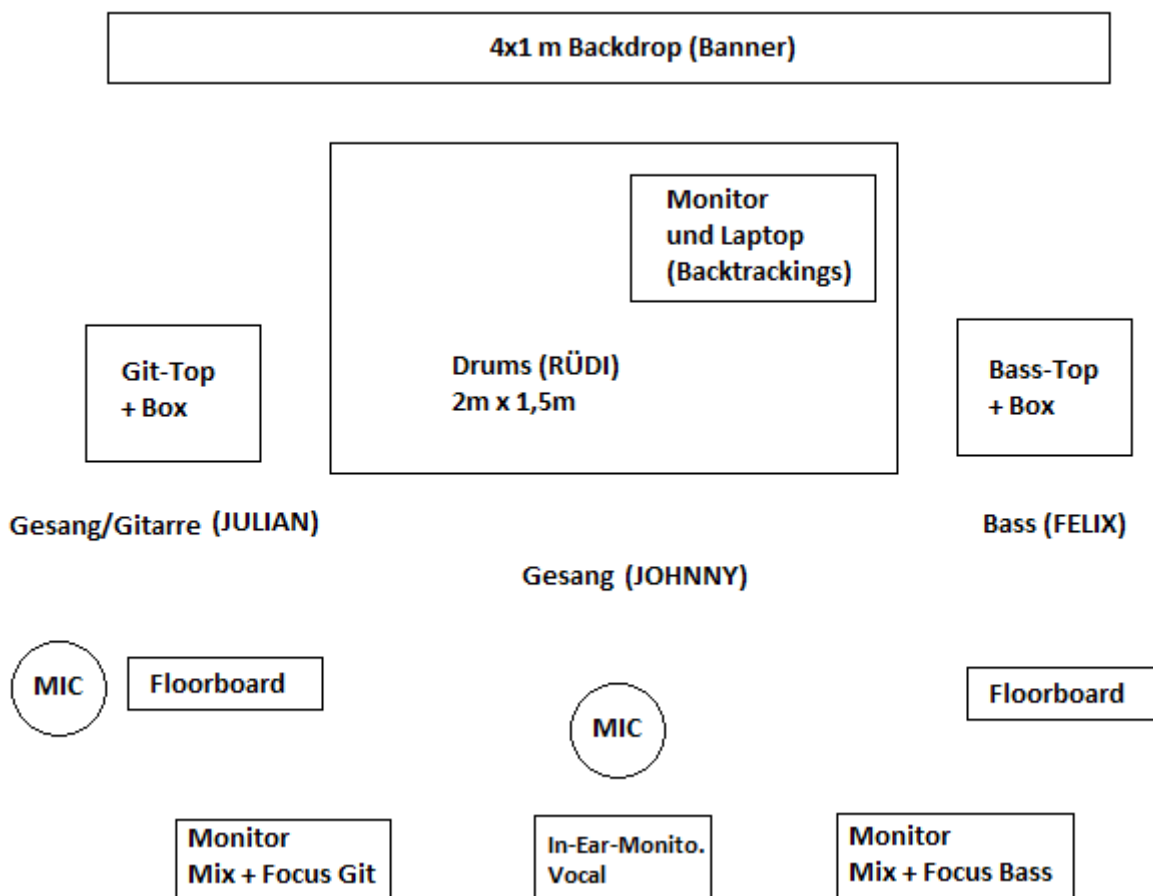 4x1 m Backdrop (Banner)
Monitor
und Laptop
(Backtrackings)
Git-Top
+ Box
Drums (RÜDI)
2m x 1,5m
Bass-Top
+ Box
Gesang/Gitarre (JULIAN)
Bass (FELIX)
Gesang (JOHNNY)
MIC
Floorboard
MIC
Floorboard
Monitor
Mix + Focus Git
In-Ear-Monito.
Vocal
Monitor
Mix + Focus Bass